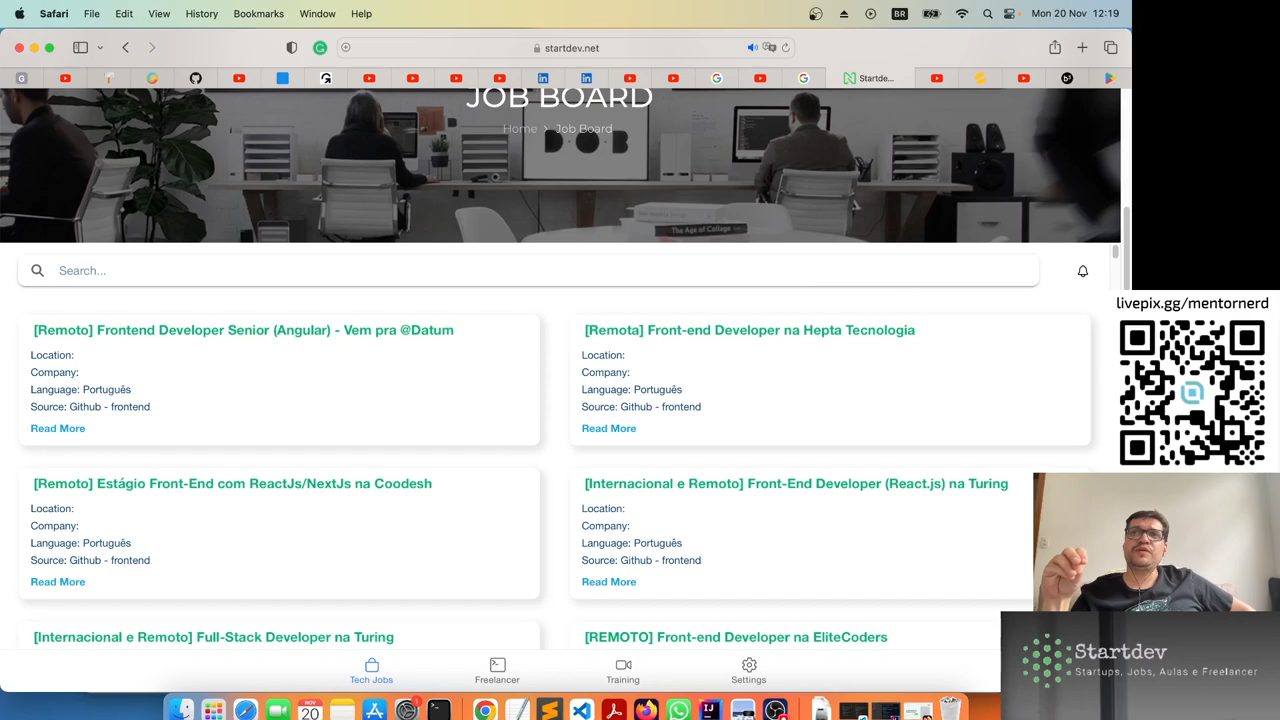 Safari File Edit View History Bookmarks Window Help BR Mon 20 Nov 12:19
startdev.net
Startde...
JOB BOARD
Home > Job Board
DOB
The Age of Collage
Search...
[Remoto] Frontend Developer Senior (Angular) - Vem pra @Datum
Location:
Company:
Language: Português
Source: Github - frontend
Read More
[Remota] Front-end Developer na Hepta Tecnologia
Location:
Company:
Language: Português
Source: Github - frontend
Read More
[Remoto] Estágio Front-End com ReactJs/NextJs na Coodesh
Location:
Company:
Language: Português
Source: Github - frontend
Read More
[Internacional e Remoto] Front-End Developer (React.js) na Turing
Location:
Company:
Language: Português
Source: Github - frontend
Read More
[Internacional e Remoto] Full-Stack Developer na Turing
[REMOTO] Front-end Developer na EliteCoders
Tech Jobs
Freelancer
Training
Settings
livepix.gg/mentornerd
Startdev
Startups, Jobs, Aulas e Freelancer
NOV
20